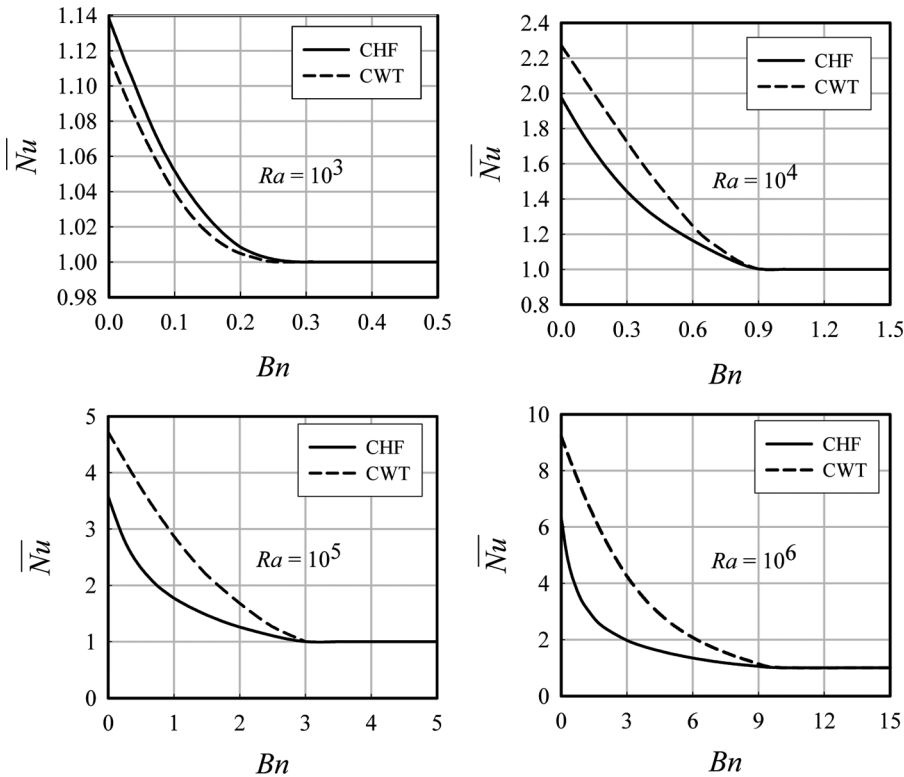 1.14
1.12
1.10
1.08
1.06
1.04
1.02
1.00
0.98
0.0 0.1 0.2 0.3 0.4 0.5
Nu
Bn
CHF
CWT
Ra = 10³
2.4
2.2
2.0
1.8
1.6
1.4
1.2
1.0
0.8
0.0 0.3 0.6 0.9 1.2 1.5
Nu
Bn
CHF
CWT
Ra = 10⁴
5
4
3
2
1
0
0 1 2 3 4 5
Nu
Bn
CHF
CWT
Ra = 10⁵
10
8
6
4
2
0
0 3 6 9 12 15
Nu
Bn
CHF
CWT
Ra = 10⁶